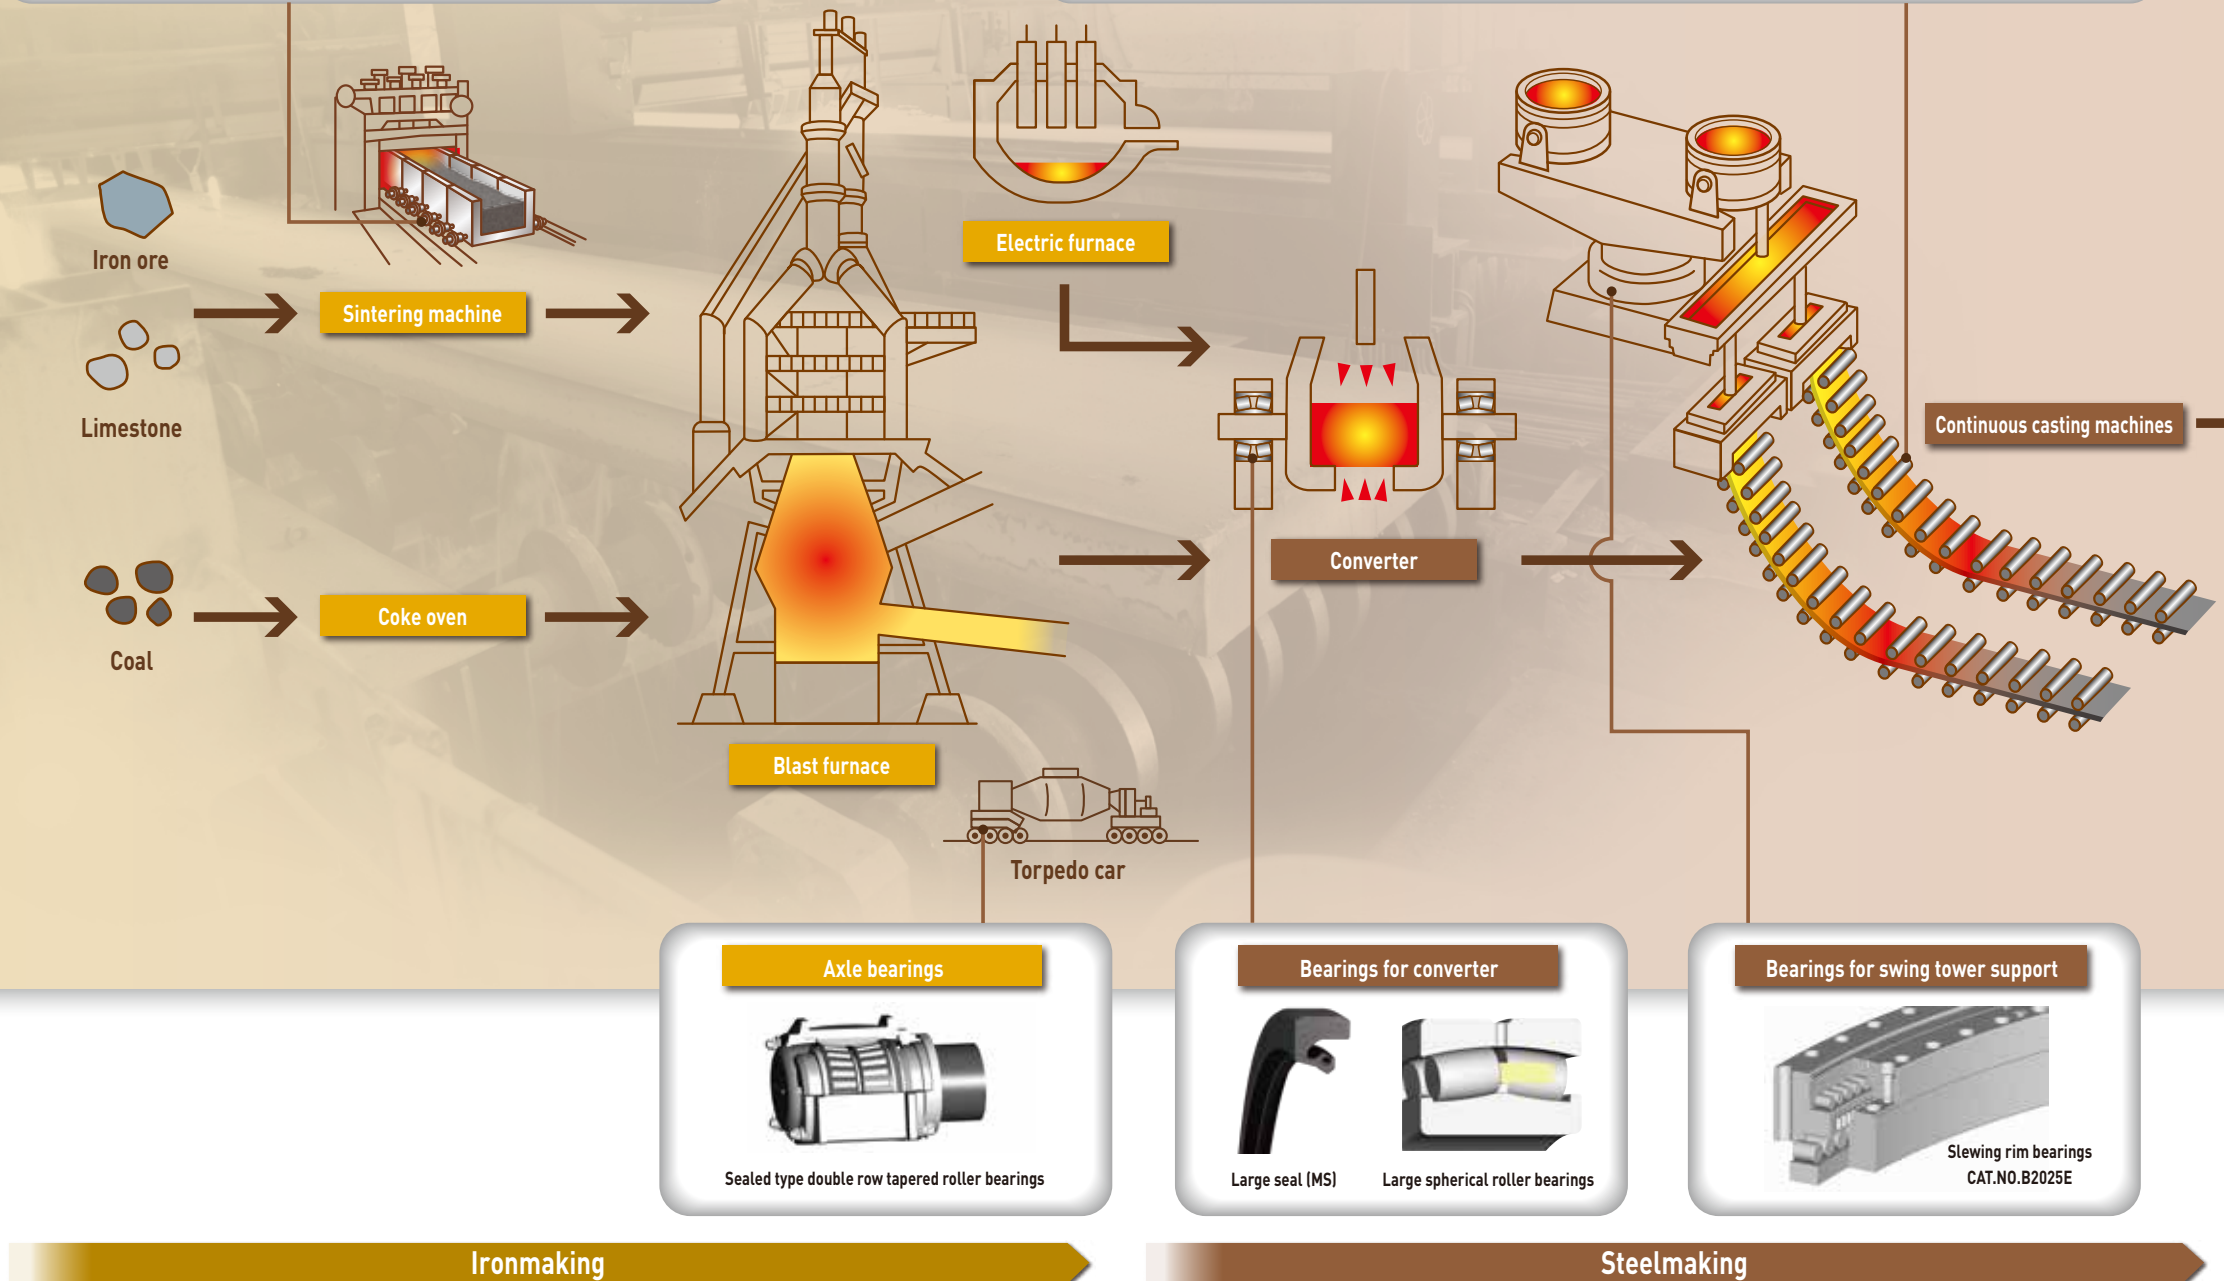 Iron ore
Limestone
Coal
Sintering machine
Coke oven
Blast furnace
Electric furnace
Torpedo car
Converter
Continuous casting machines
Axle bearings
Sealed type double row tapered roller bearings
Bearings for converter
Large seal (MS)
Large spherical roller bearings
Bearings for swing tower support
Slewing rim bearings
CAT.NO.B2025E
Ironmaking
Steelmaking